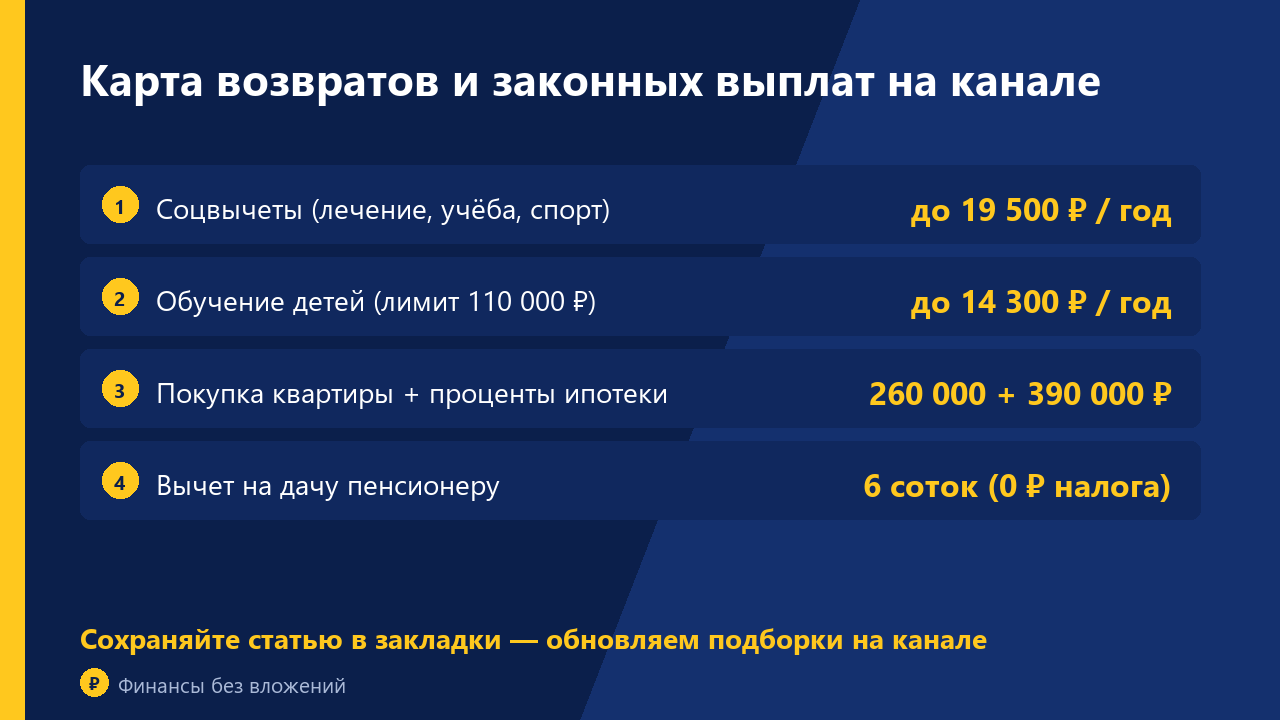 Карта возвратов и законных выплат на канале
1 Соцвычеты (лечение, учёба, спорт) до 19 500 ₽ / год
2 Обучение детей (лимит 110 000 ₽) до 14 300 ₽ / год
3 Покупка квартиры + проценты ипотеки 260 000 + 390 000 ₽
4 Вычет на дачу пенсионеру 6 соток (0 ₽ налога)
Сохраняйте статью в закладки — обновляем подборки на канале
₽ Финансы без вложений